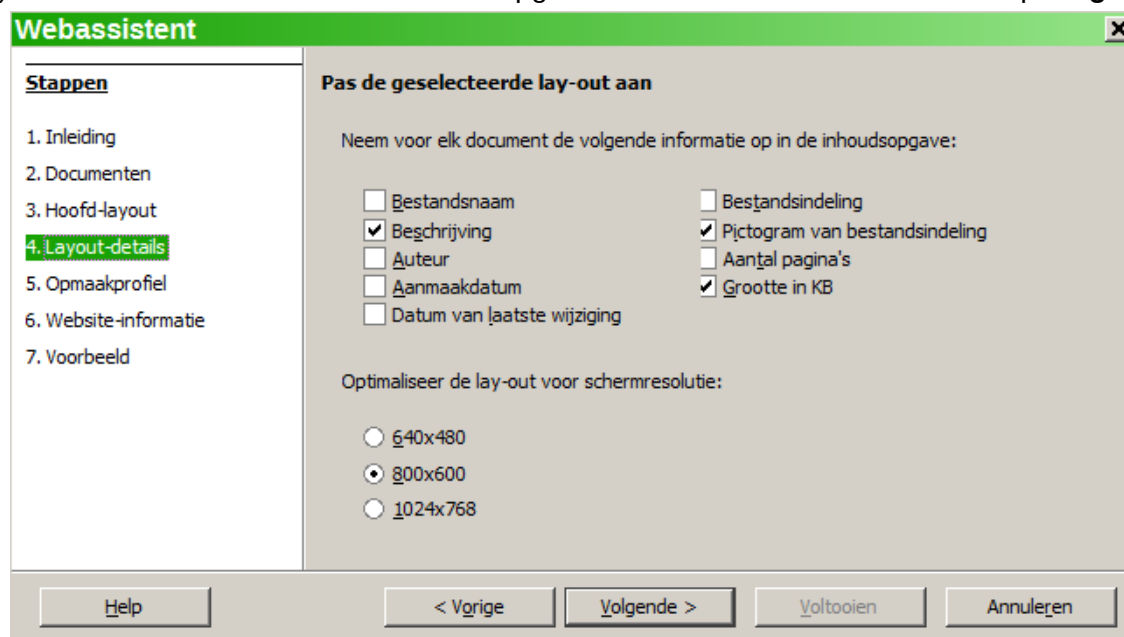 Webassistent
Stappen
1. Inleiding
2. Documenten
3. Hoofd-layout
4. Layout-details
5. Opmaakprofiel
6. Website-informatie
7. Voorbeeld
Pas de geselecteerde lay-out aan
Neem voor elk document de volgende informatie op in de inhoudsopgave:
Bestandsnaam
Beschrijving
Auteur
Aanmaakdatum
Datum van laatste wijziging
Bestandsindeling
Pictogram van bestandsindeling
Aantal pagina's
Grootte in KB
Optimaliseer de lay-out voor schermresolutie:
640x480
800x600
1024x768
Help
< Vorige
Volgende >
Voltooien
Annuleren